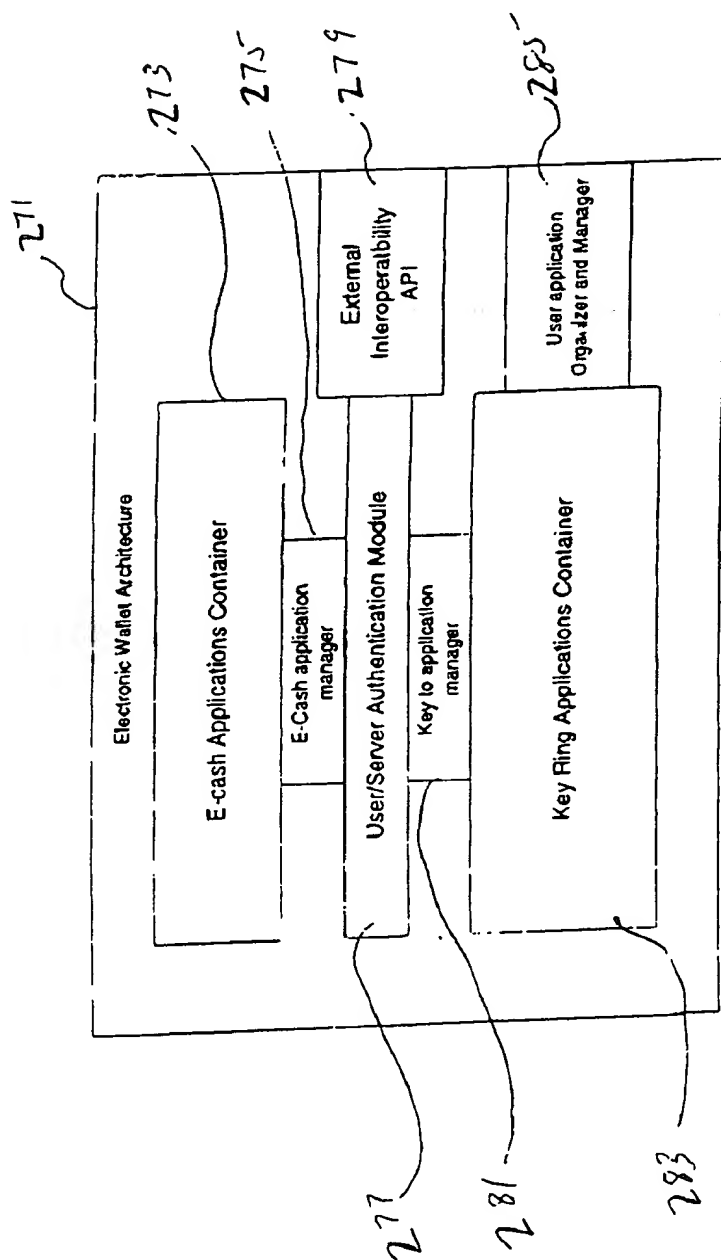 271
273
275
279
285
Electronic Wallet Architecture
E-cash Applications Container
E-Cash application
manager
User/Server Authentication Module
External
Interoperatbility
API
Key to application
manager
Key Ring Applications Container
User application
Organizer and Manager
277
281
283